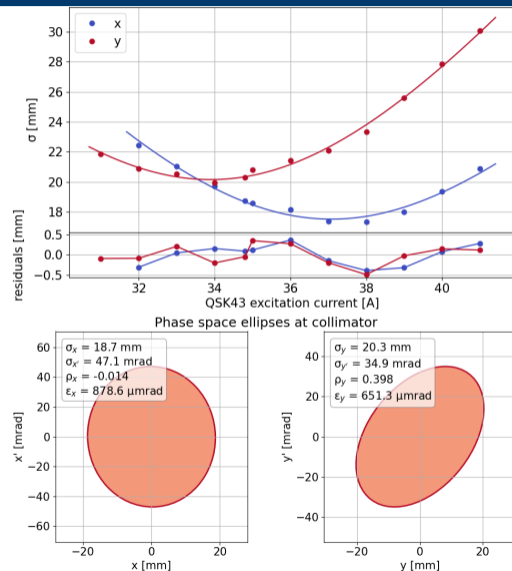 x
y
30
28
26
24
22
20
18
σ [mm]
0.5
0.0
−0.5
residuals [mm]
32 34 36 38 40
QSK43 excitation current [A]
Phase space ellipses at collimator
σx = 18.7 mm
σx' = 47.1 mrad
ρx = -0.014
εx = 878.6 μmrad
60
40
20
0
−20
−40
−60
x' [mrad]
−20 0 20
x [mm]
σy = 20.3 mm
σy' = 34.9 mrad
ρy = 0.398
εy = 651.3 μmrad
40
20
0
−20
−40
y' [mrad]
−20 0 20
y [mm]